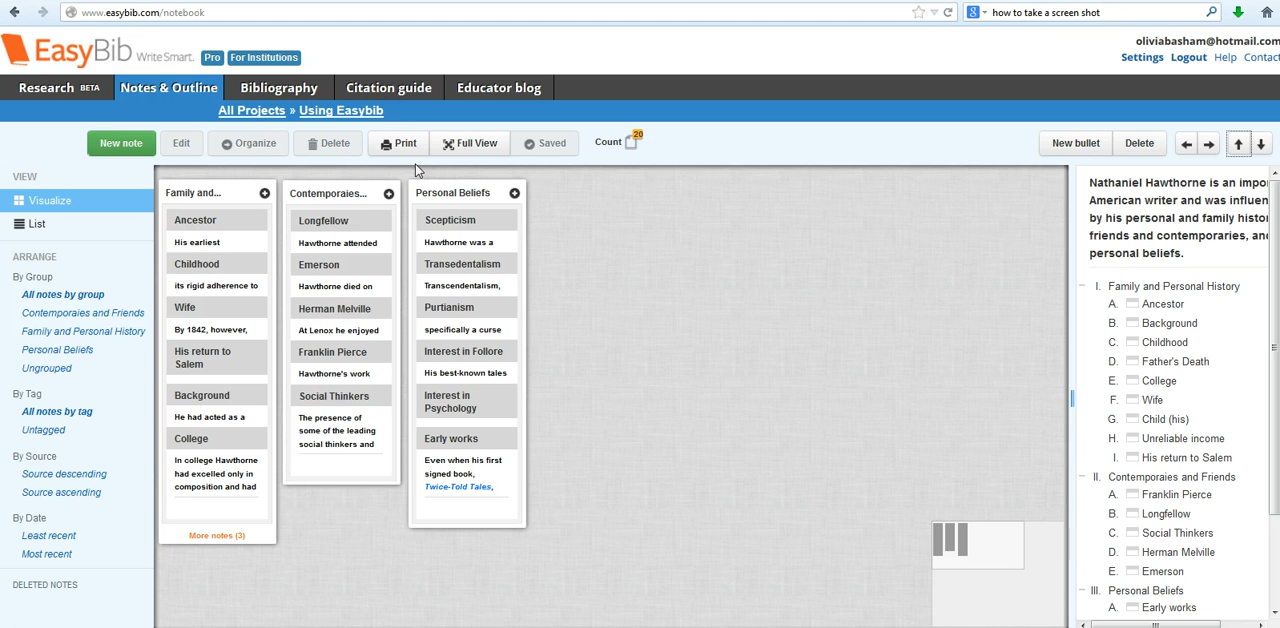 www.easybib.com/notebook
how to take a screen shot
EasyBib Write Smart. Pro For Institutions
oliviabasham@hotmail.com
Settings Logout Help Contact
Research BETA Notes & Outline Bibliography Citation guide Educator blog
All Projects » Using Easybib
New note Edit Organize Delete Print Full View Saved Count 20 New bullet Delete
VIEW
Visualize
List
ARRANGE
By Group
All notes by group
Contemporaies and Friends
Family and Personal History
Personal Beliefs
Ungrouped
By Tag
All notes by tag
Untagged
By Source
Source descending
Source ascending
By Date
Least recent
Most recent
DELETED NOTES
Family and...
Ancestor
His earliest
Childhood
its rigid adherence to
Wife
By 1842, however,
His return to
Salem
Background
He had acted as a
College
In college Hawthorne
had excelled only in
composition and had
More notes (3)
Contemporaies...
Longfellow
Hawthorne attended
Emerson
Hawthorne died on
Herman Melville
At Lenox he enjoyed
Franklin Pierce
Hawthorne's work
Social Thinkers
The presence of
some of the leading
social thinkers and
Personal Beliefs
Scepticism
Hawthorne was a
Transedentalism
Transcendentalism,
Purtianism
specifically a curse
Interest in Follore
His best-known tales
Interest in
Psychology
Early works
Even when his first
signed book,
Twice-Told Tales,
Nathaniel Hawthorne is an impo
American writer and was influen
by his personal and family histor
friends and contemporaries, and
personal beliefs.
I. Family and Personal History
A. Ancestor
B. Background
C. Childhood
D. Father's Death
E. College
F. Wife
G. Child (his)
H. Unreliable income
I. His return to Salem
II. Contemporaies and Friends
A. Franklin Pierce
B. Longfellow
C. Social Thinkers
D. Herman Melville
E. Emerson
III. Personal Beliefs
A. Early works